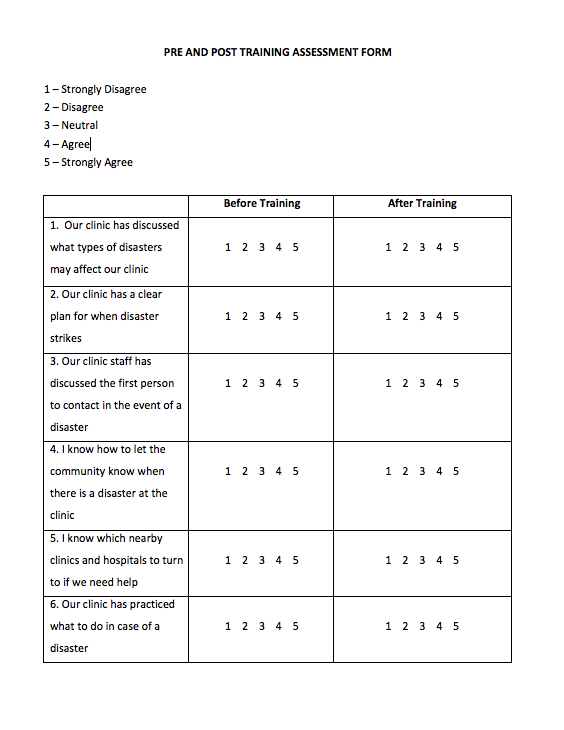 PRE AND POST TRAINING ASSESSMENT FORM
1 – Strongly Disagree
2 – Disagree
3 – Neutral
4 – Agree
5 – Strongly Agree
Before Training After Training
1. Our clinic has discussed
what types of disasters 1 2 3 4 5 1 2 3 4 5
may affect our clinic
2. Our clinic has a clear
plan for when disaster 1 2 3 4 5 1 2 3 4 5
strikes
3. Our clinic staff has
discussed the first person 1 2 3 4 5 1 2 3 4 5
to contact in the event of a
disaster
4. I know how to let the
community know when 1 2 3 4 5 1 2 3 4 5
there is a disaster at the
clinic
5. I know which nearby
clinics and hospitals to turn 1 2 3 4 5 1 2 3 4 5
to if we need help
6. Our clinic has practiced
what to do in case of a 1 2 3 4 5 1 2 3 4 5
disaster